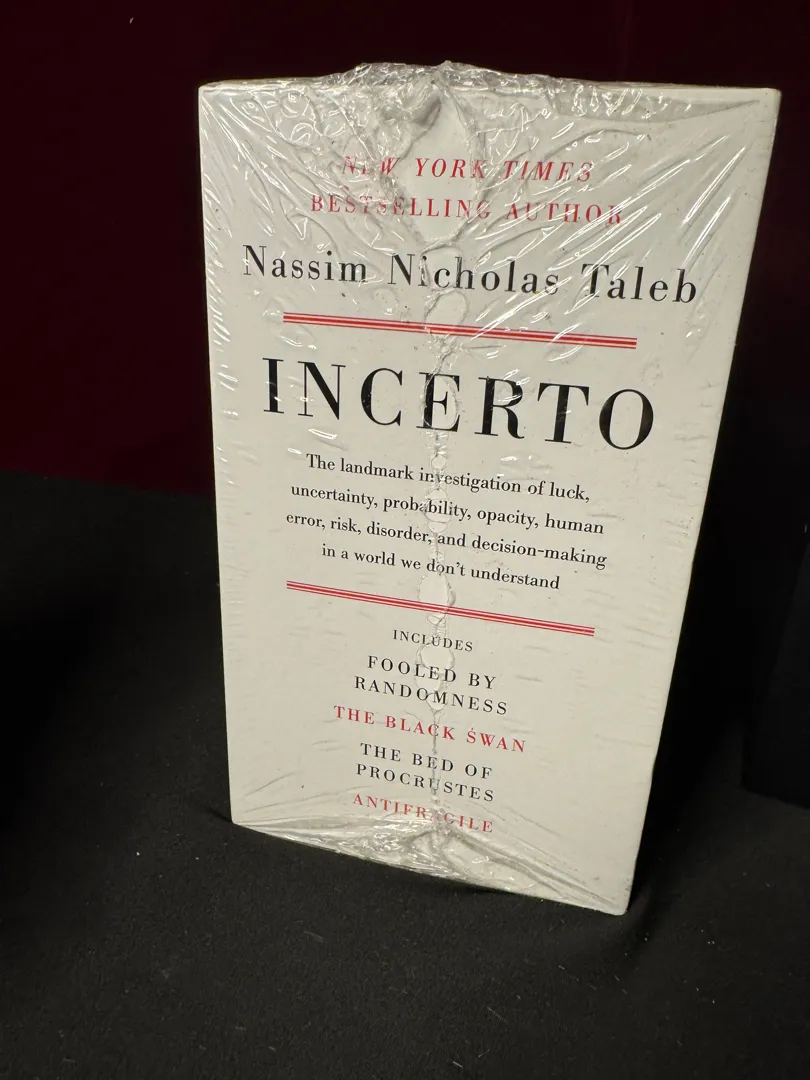 NEW YORK TIMES
BESTSELLING AUTHOR
Nassim Nicholas Taleb
INCERTO
The landmark investigation of luck,
uncertainty, probability, opacity, human
error, risk, disorder, and decision-making
in a world we don't understand
INCLUDES
FOOLED BY
RANDOMNESS
THE BLACK SWAN
THE BED OF
PROCRUSTES
ANTIFRAGILE